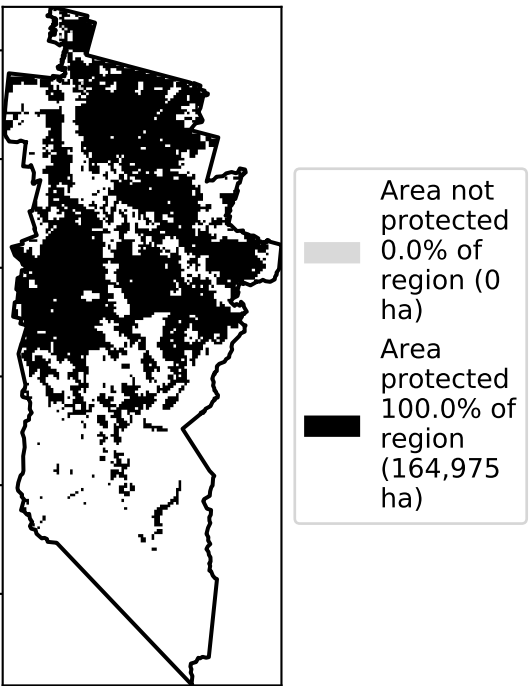 Area not
protected
0.0% of
region (0
ha)
Area
protected
100.0% of
region
(164,975
ha)